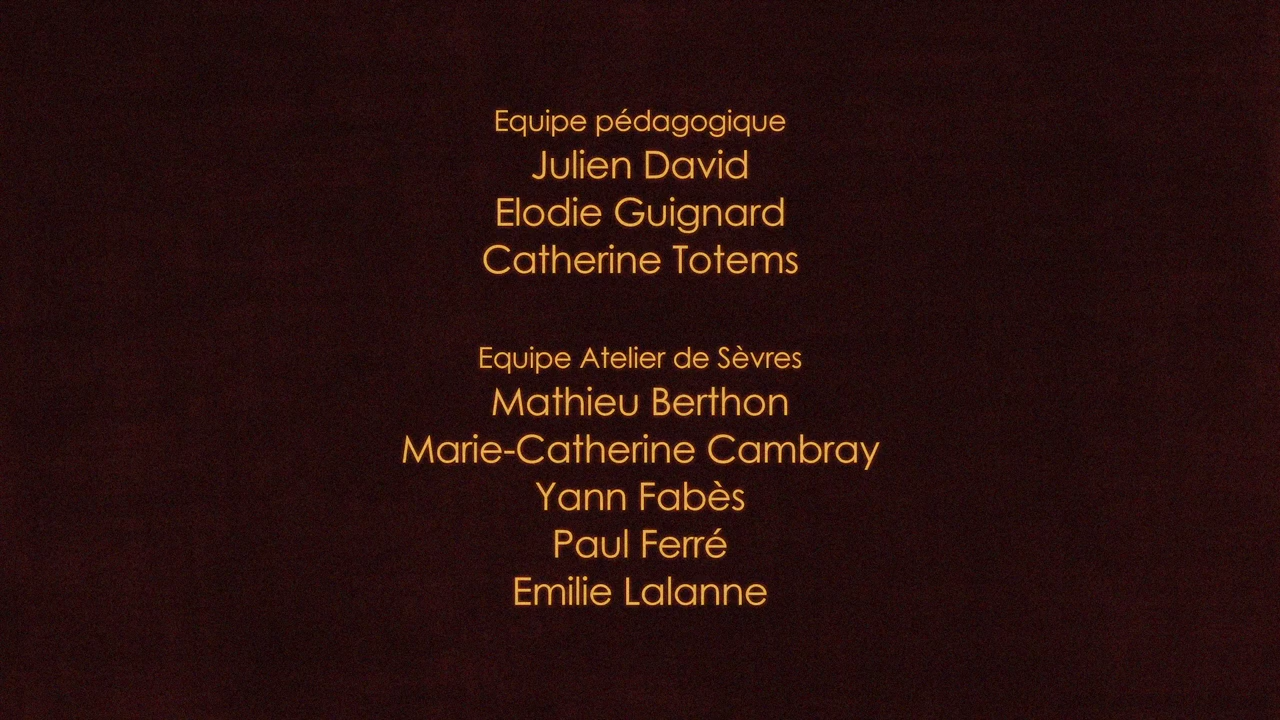 Equipe pédagogique
Julien David
Elodie Guignard
Catherine Totems
Equipe Atelier de Sèvres
Mathieu Berthon
Marie-Catherine Cambray
Yann Fabès
Paul Ferré
Emilie Lalanne